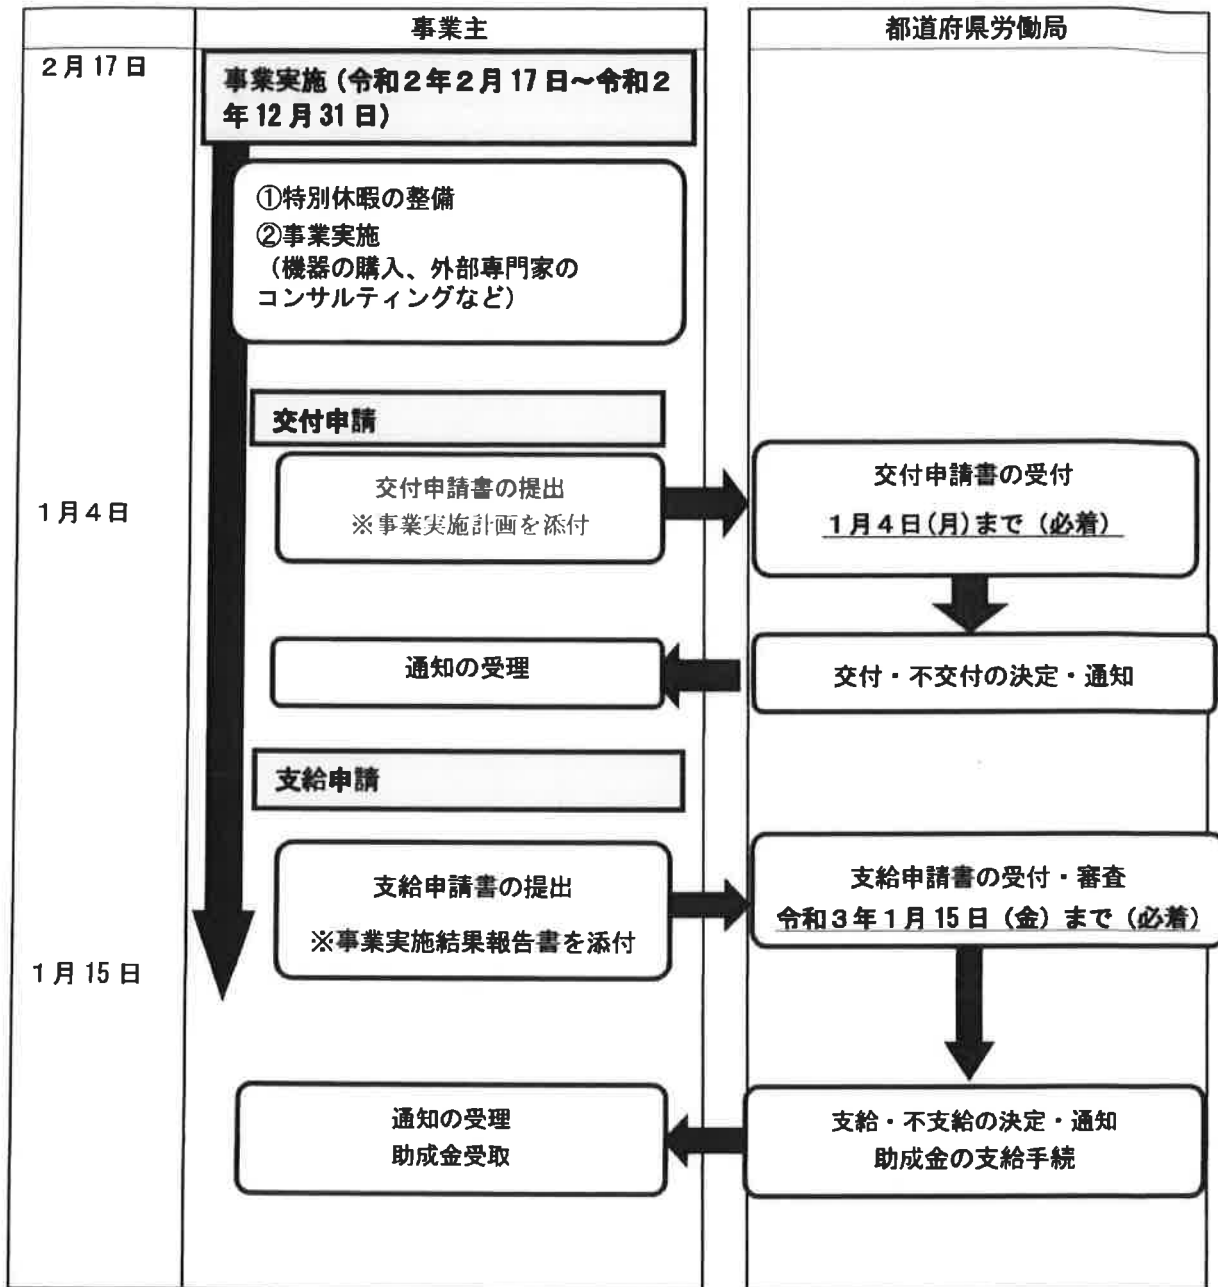 事業主
都道府県労働局
2月17日
事業実施(令和2年2月17日～令和2
年12月31日)
①特別休暇の整備
②事業実施
(機器の購入、外部専門家の
コンサルティングなど)
交付申請
1月4日
交付申請書の提出
※事業実施計画を添付
交付申請書の受付
1月4日(月)まで(必着)
通知の受理
交付・不交付の決定・通知
支給申請
支給申請書の提出
※事業実施結果報告書を添付
支給申請書の受付・審査
令和3年1月15日(金)まで(必着)
1月15日
通知の受理
助成金受取
支給・不支給の決定・通知
助成金の支給手続